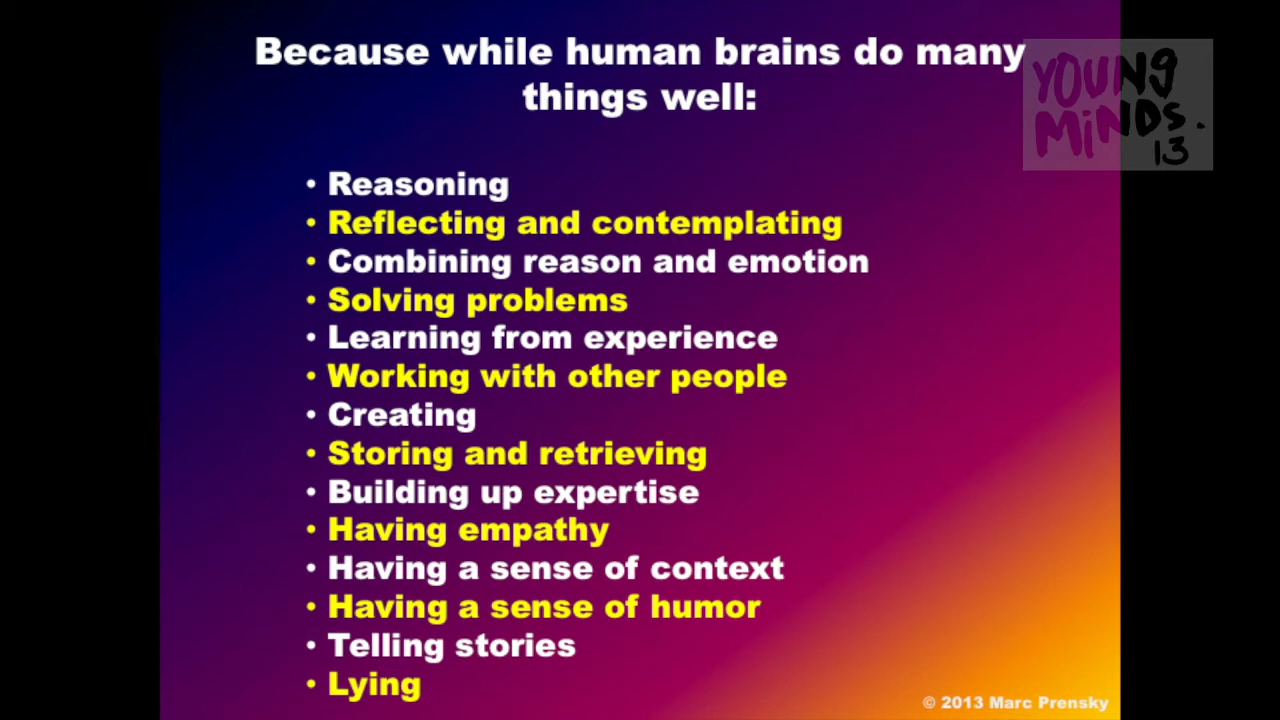 Because while human brains do many
things well:
YOUNG
MiNDS.
13
• Reasoning
• Reflecting and contemplating
• Combining reason and emotion
• Solving problems
• Learning from experience
• Working with other people
• Creating
• Storing and retrieving
• Building up expertise
• Having empathy
• Having a sense of context
• Having a sense of humor
• Telling stories
• Lying
© 2013 Marc Prensky